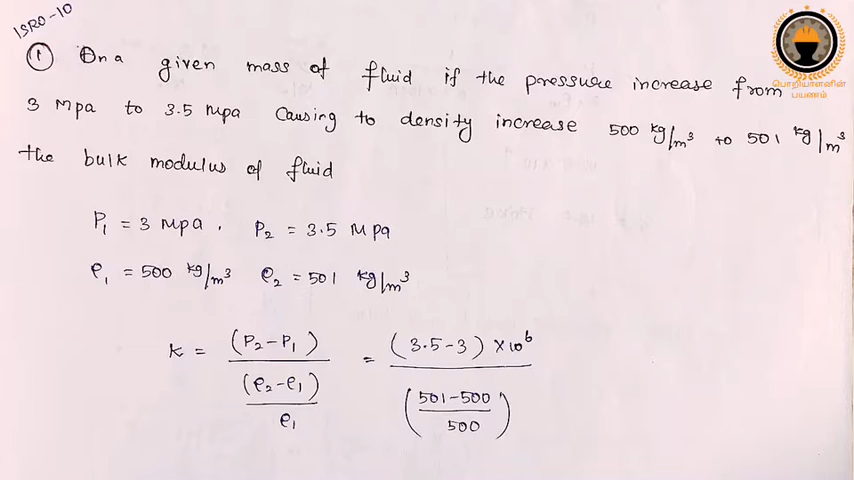 ISRO-10
① On a given mass of fluid if the pressure increase from
3 Mpa to 3.5 Mpa Causing to density increase 500 kg/m³ to 501 kg/m³
the bulk modulus of fluid
P₁ = 3 Mpa . P₂ = 3.5 Mpa
ρ₁ = 500 kg/m³ ρ₂ = 501 kg/m³
K = (P₂-P₁) / ((ρ₂-ρ₁)/ρ₁) = (3.5-3) ×10⁶ / ((501-500)/500)
பொறியாளனின்
பயணம்